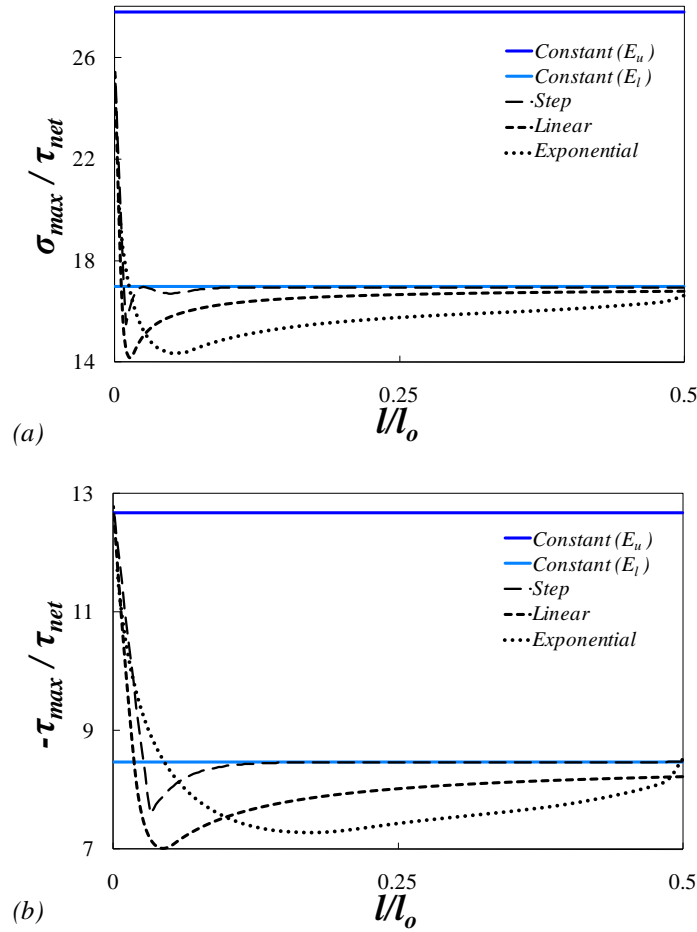 26
22
18
14
σmax / τnet
Constant (Eu)
Constant (El)
Step
Linear
Exponential
0
0.25
0.5
l/lo
(a)
13
11
9
7
-τmax / τnet
Constant (Eu)
Constant (El)
Step
Linear
Exponential
0
0.25
0.5
l/lo
(b)